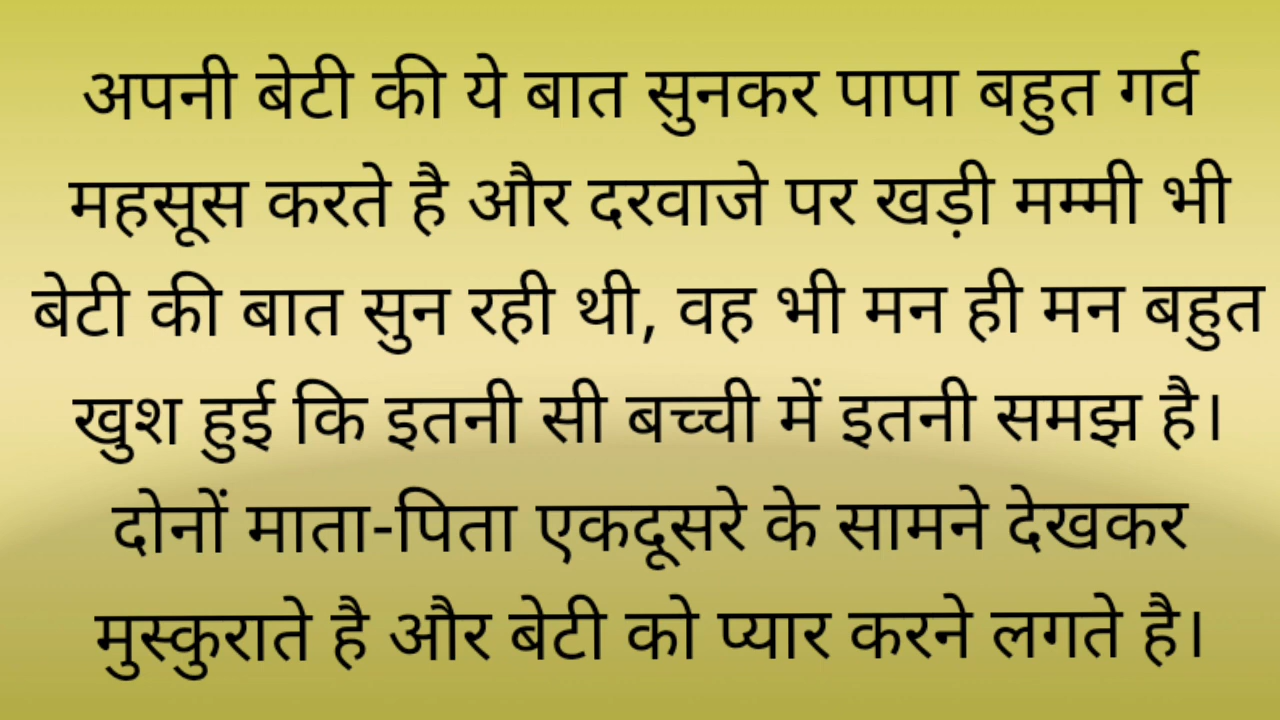 अपनी बेटी की ये बात सुनकर पापा बहुत गर्व
महसूस करते है और दरवाजे पर खड़ी मम्मी भी
बेटी की बात सुन रही थी, वह भी मन ही मन बहुत
खुश हुई कि इतनी सी बच्ची में इतनी समझ है।
दोनों माता-पिता एकदूसरे के सामने देखकर
मुस्कुराते है और बेटी को प्यार करने लगते है।